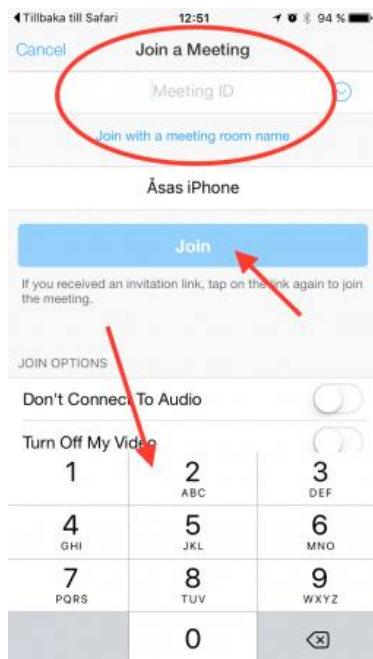 Tillbaka till Safari 12:51 94 %
Cancel Join a Meeting
Meeting ID
Join with a meeting room name
Åsas iPhone
Join
If you received an invitation link, tap on the link again to join
the meeting.
JOIN OPTIONS
Don't Connect To Audio
Turn Off My Video
1 2 3
ABC DEF
4 5 6
GHI JKL MNO
7 8 9
PQRS TUV WXYZ
0